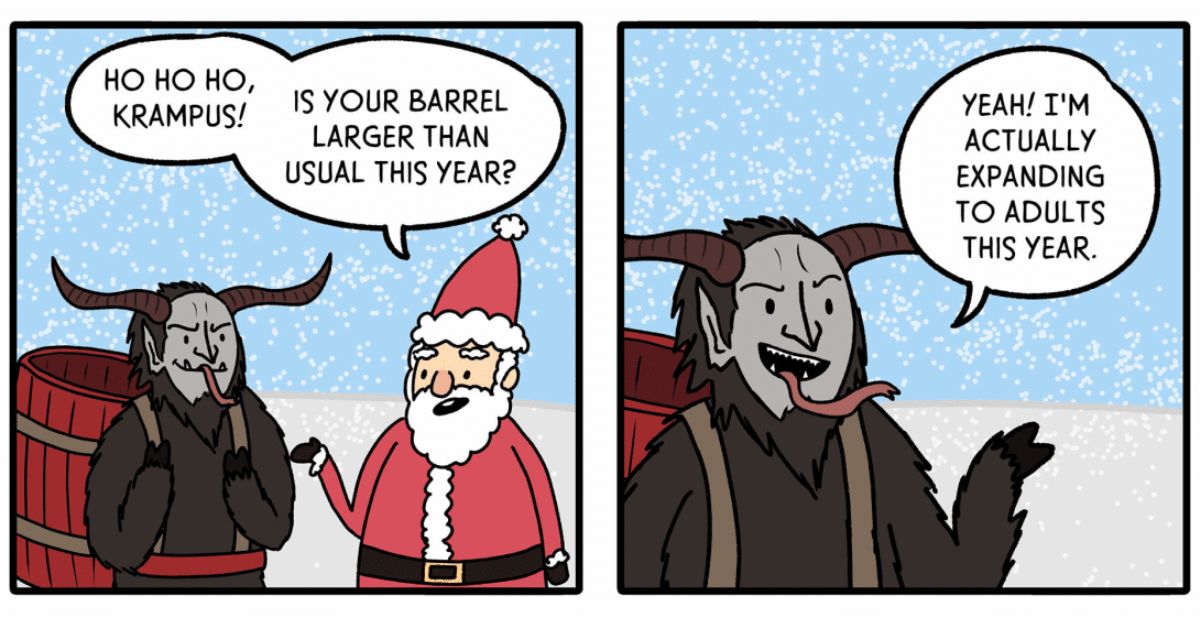 HO HO HO,
KRAMPUS!
IS YOUR BARREL
LARGER THAN
USUAL THIS YEAR?
YEAH! I'M
ACTUALLY
EXPANDING
TO ADULTS
THIS YEAR.